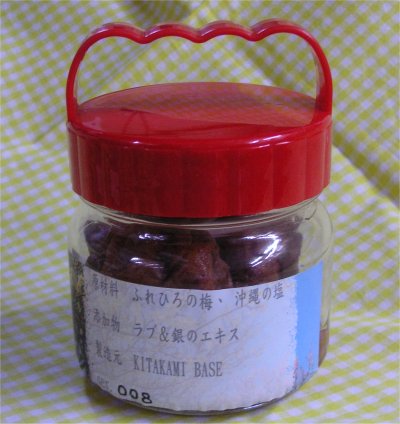 原材料 ふれひろの梅、沖縄の塩
添加物 ラブ&銀のエキス
製造元 KITAKAMI BASE
008